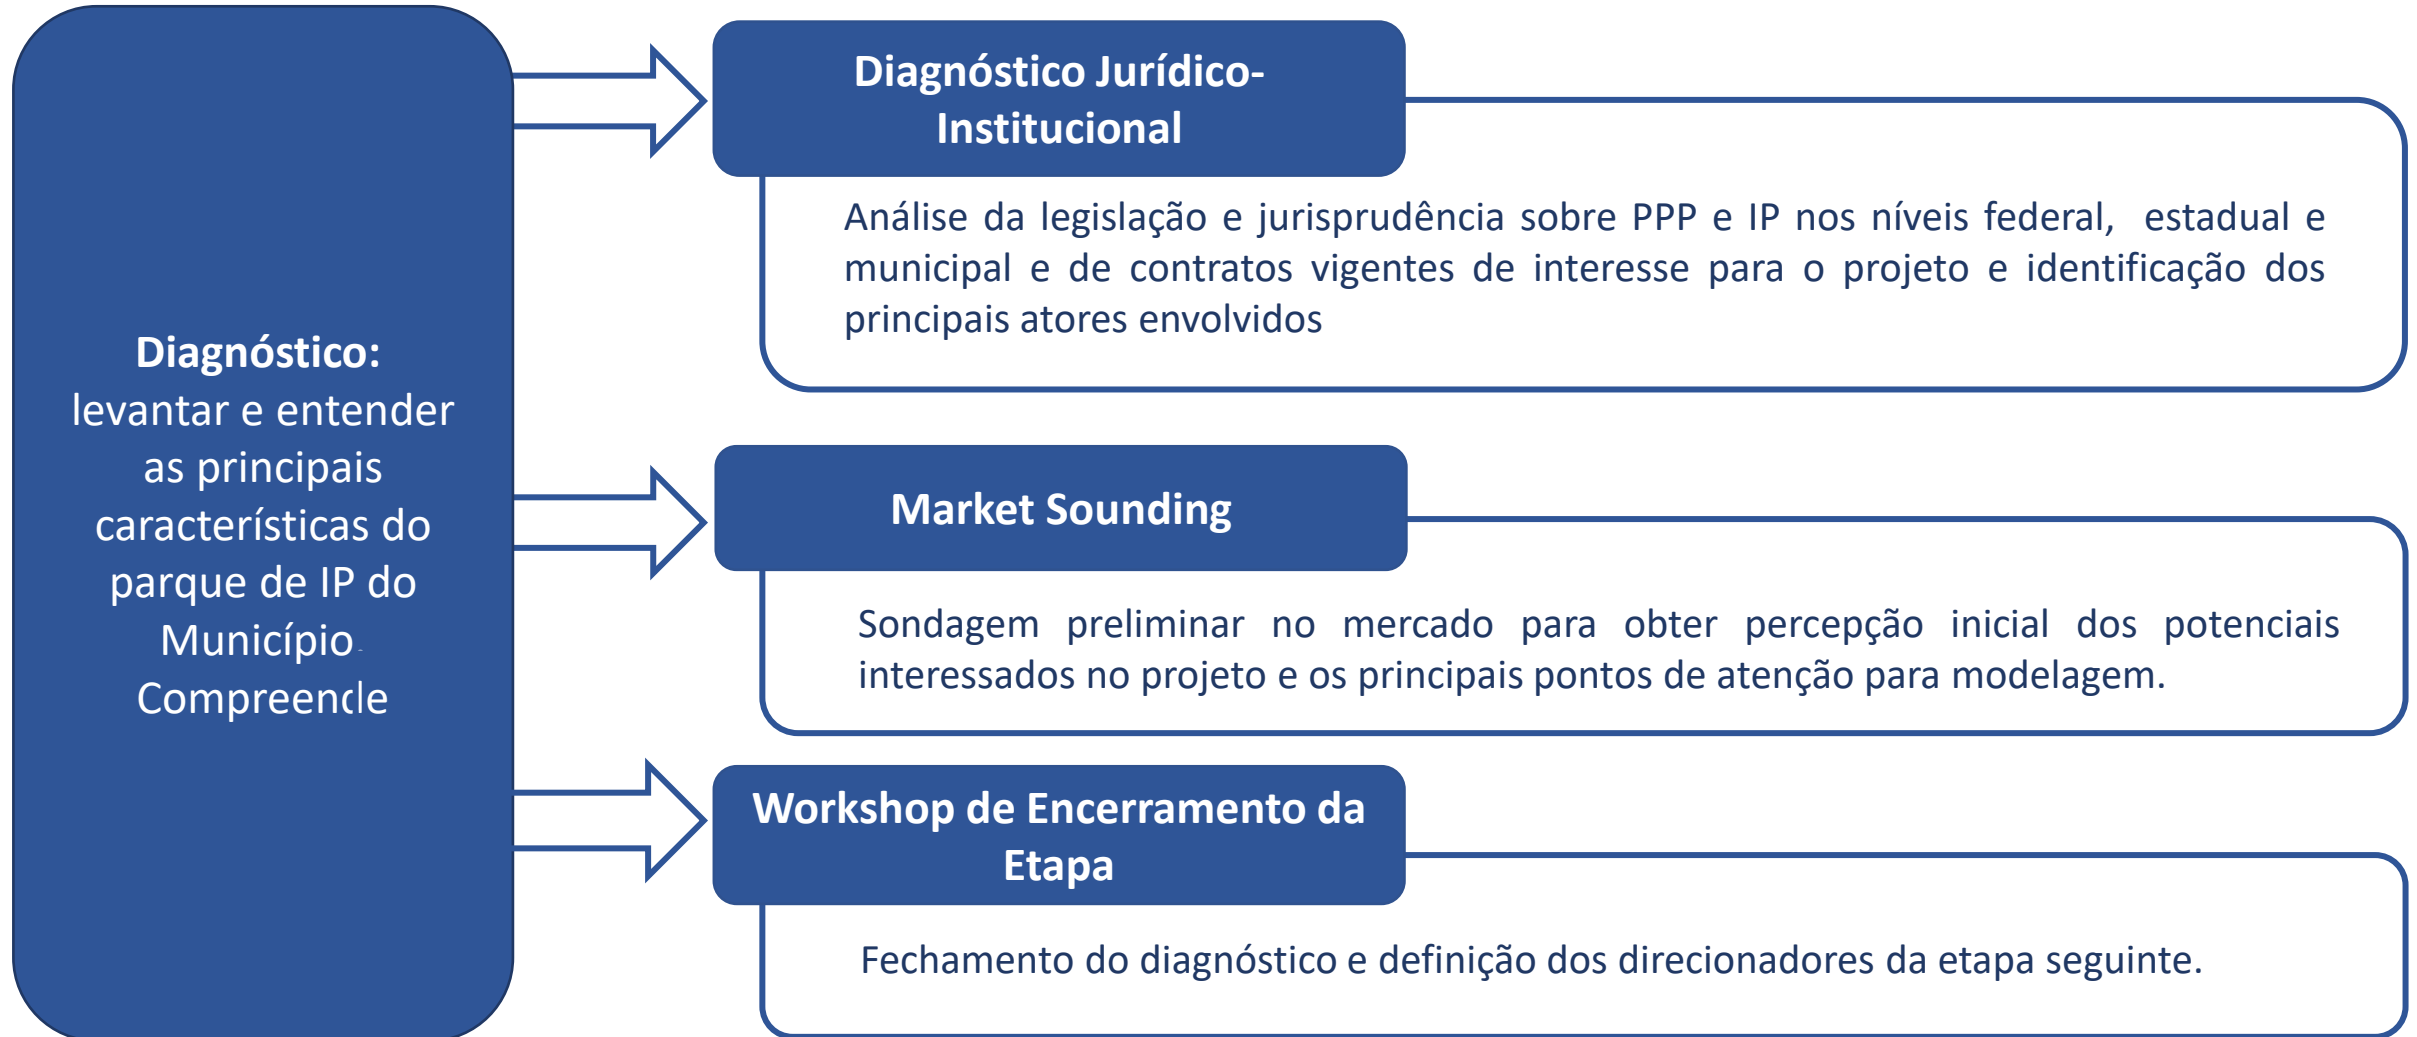 Diagnóstico:
levantar e entender
as principais
características do
parque de IP do
Município.
Compreende
Diagnóstico Jurídico-
Institucional
Análise da legislação e jurisprudência sobre PPP e IP nos níveis federal, estadual e
municipal e de contratos vigentes de interesse para o projeto e identificação dos
principais atores envolvidos
Market Sounding
Sondagem preliminar no mercado para obter percepção inicial dos potenciais
interessados no projeto e os principais pontos de atenção para modelagem.
Workshop de Encerramento da
Etapa
Fechamento do diagnóstico e definição dos direcionadores da etapa seguinte.